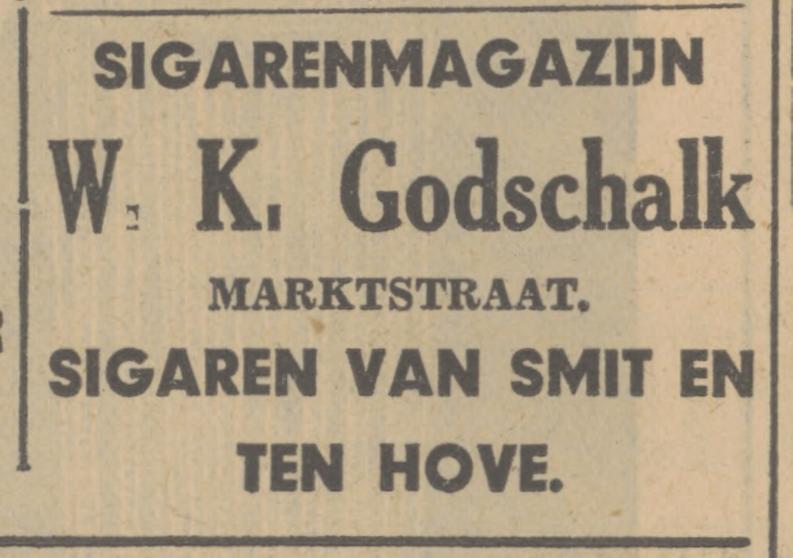 SIGARENMAGAZIJN
W. K. Godschalk
MARKTSTRAAT.
SIGAREN VAN SMIT EN
TEN HOVE.